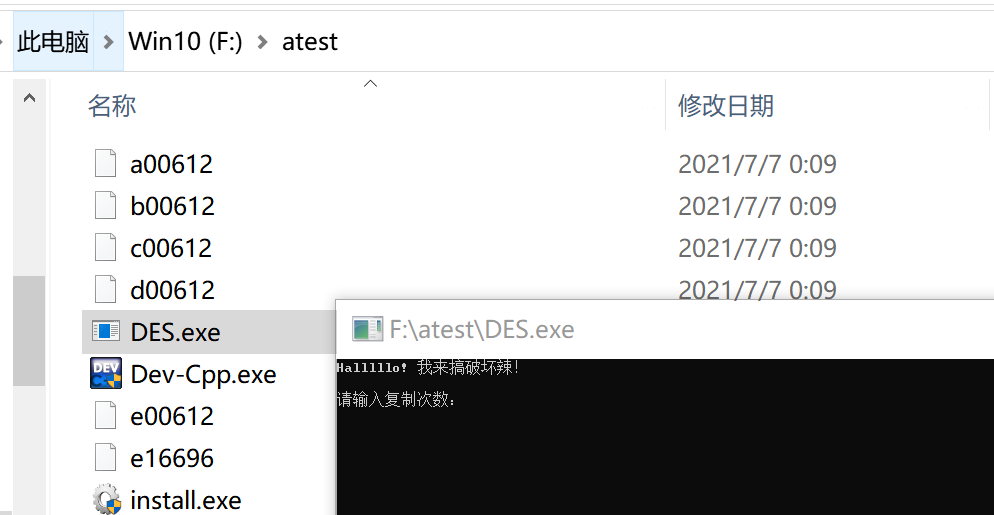 此电脑 Win10 (F:) atest
名称 修改日期
a00612 2021/7/7 0:09
b00612 2021/7/7 0:09
c00612 2021/7/7 0:09
d00612 2021/7/7 0:09
DES.exe
F:\atest\DES.exe
Halllllo! 我来搞破坏辣!
DEV Dev-Cpp.exe
请输入复制次数:
e00612
e16696
install.exe